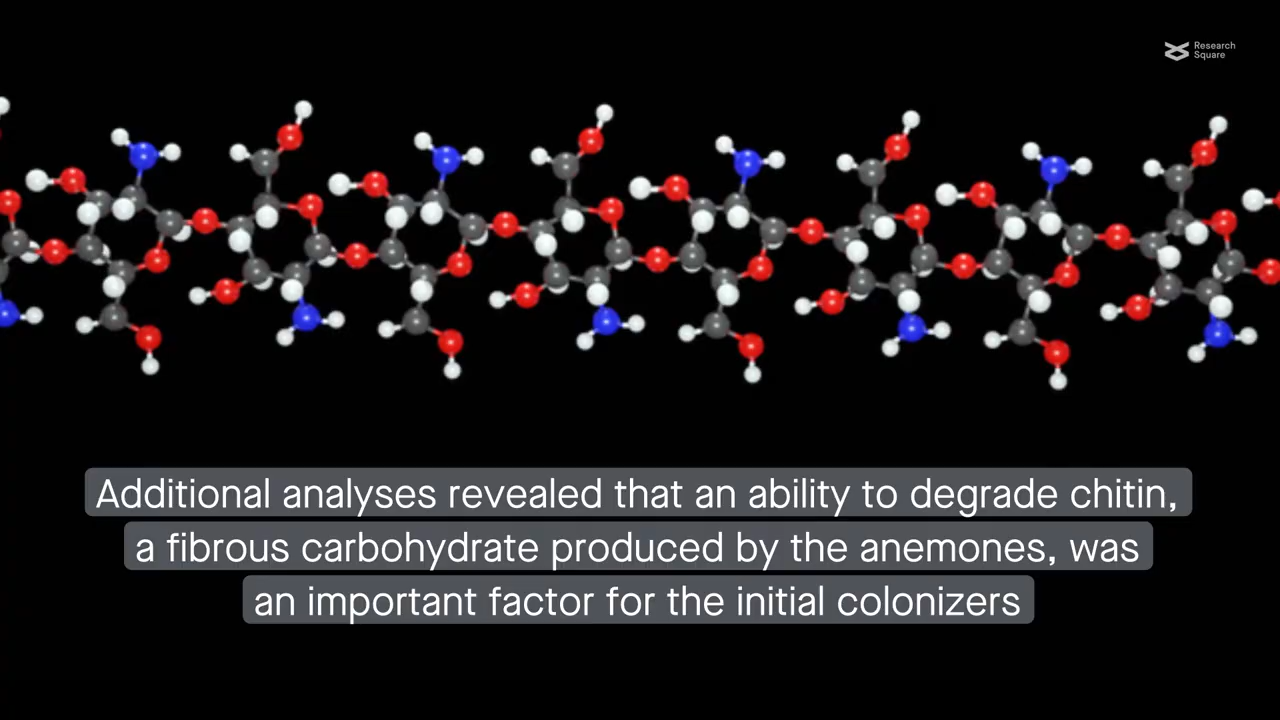 Research
Square
Additional analyses revealed that an ability to degrade chitin,
a fibrous carbohydrate produced by the anemones, was
an important factor for the initial colonizers